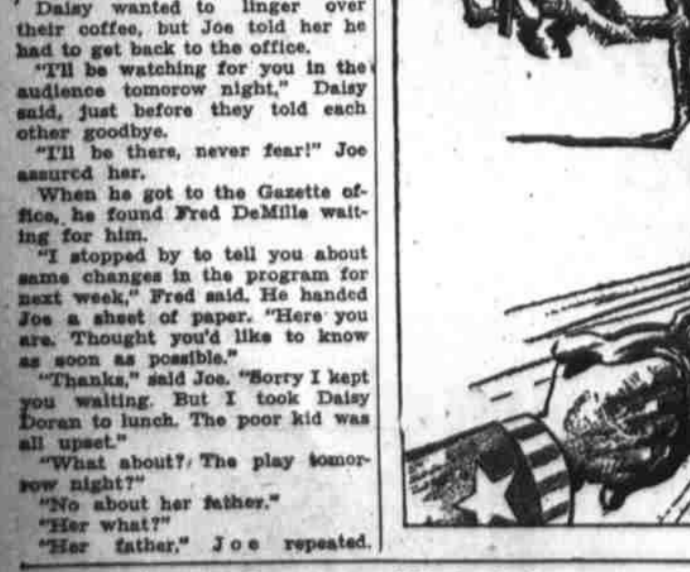 Daisy wanted to linger over
their coffee, but Joe told her he
had to get back to the office.
"I'll be watching for you in the
audience tomorow night," Daisy
said, just before they told each
other goodbye.
"I'll be there, never fear!" Joe
assured her.
When he got to the Gazette of-
fice, he found Fred DeMille wait-
ing for him.
"I stopped by to tell you about
same changes in the program for
next week," Fred said. He handed
Joe a sheet of paper. "Here you
are. Thought you'd like to know
as soon as possible."
"Thanks," said Joe. "Sorry I kept
you waiting. But I took Daisy
Doran to lunch. The poor kid was
all upset."
"What about? The play tomor-
row night?"
"No about her father."
"Her what?"
"Her father," Joe repeated.